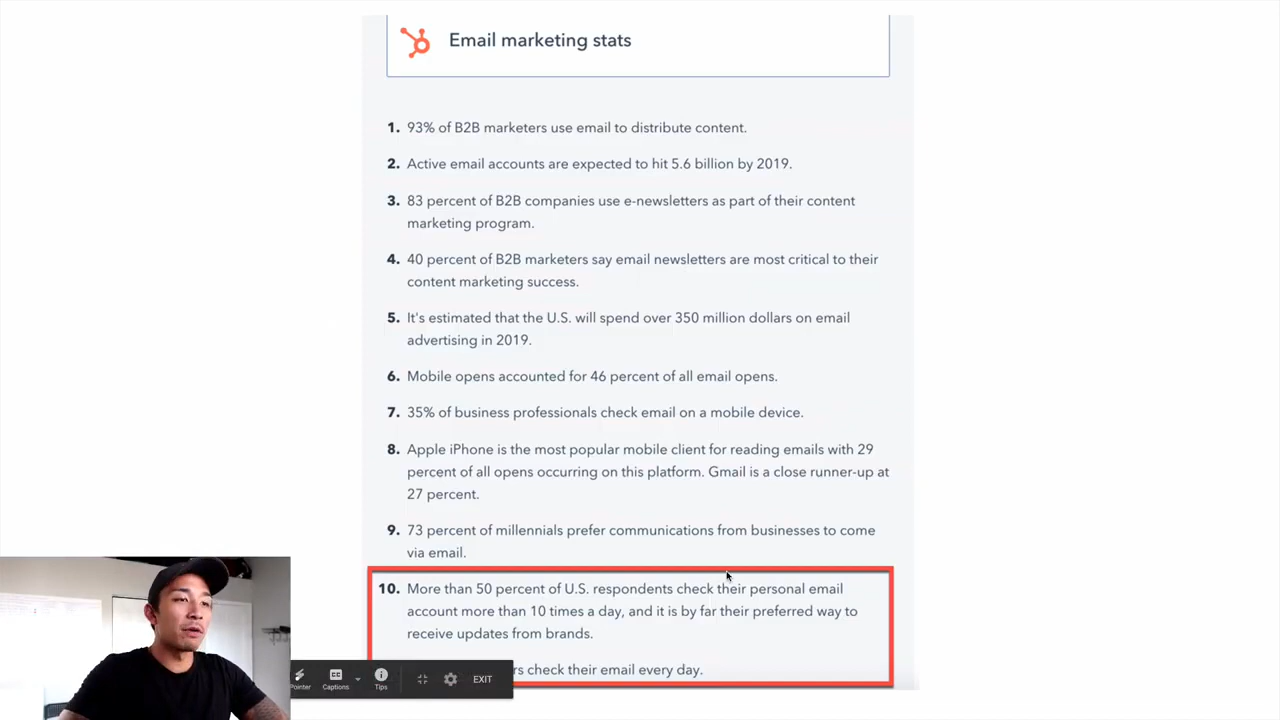 Email marketing stats
1. 93% of B2B marketers use email to distribute content.
2. Active email accounts are expected to hit 5.6 billion by 2019.
3. 83 percent of B2B companies use e-newsletters as part of their content
marketing program.
4. 40 percent of B2B marketers say email newsletters are most critical to their
content marketing success.
5. It's estimated that the U.S. will spend over 350 million dollars on email
advertising in 2019.
6. Mobile opens accounted for 46 percent of all email opens.
7. 35% of business professionals check email on a mobile device.
8. Apple iPhone is the most popular mobile client for reading emails with 29
percent of all opens occurring on this platform. Gmail is a close runner-up at
27 percent.
9. 73 percent of millennials prefer communications from businesses to come
via email.
10. More than 50 percent of U.S. respondents check their personal email
account more than 10 times a day, and it is by far their preferred way to
receive updates from brands.
check their email every day.
Captions Tips EXIT